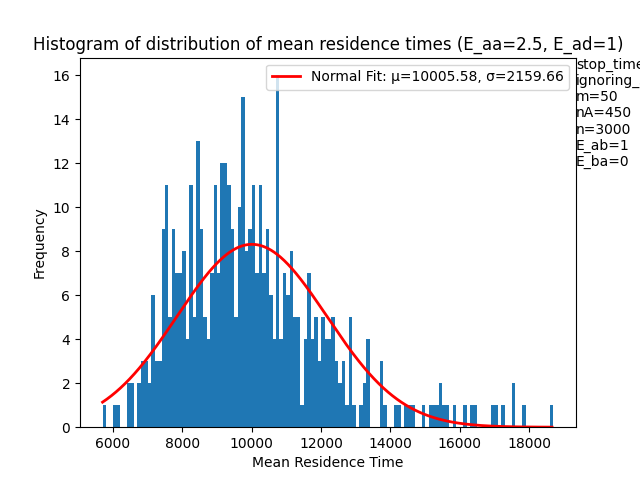 Histogram of distribution of mean residence times (E_aa=2.5, E_ad=1)
Normal Fit: μ=10005.58, σ=2159.66
stop_time
ignoring_
m=50
nA=450
n=3000
E_ab=1
E_ba=0
Frequency
16
14
12
10
8
6
4
2
0
6000 8000 10000 12000 14000 16000 18000
Mean Residence Time